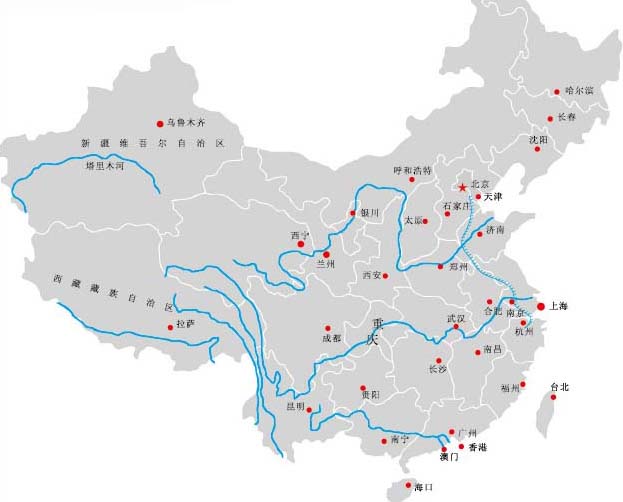 哈尔滨
长春
乌鲁木齐
新疆维吾尔自治区
沈阳
塔里木河
呼和浩特
北京
天津
石家庄
银川
太原
济南
西宁
兰州
郑州
西安
西藏藏族自治区
合肥
南京
上海
拉萨
成都
重庆
武汉
杭州
南昌
长沙
贵阳
福州
台北
昆明
广州
南宁
香港
澳门
海口